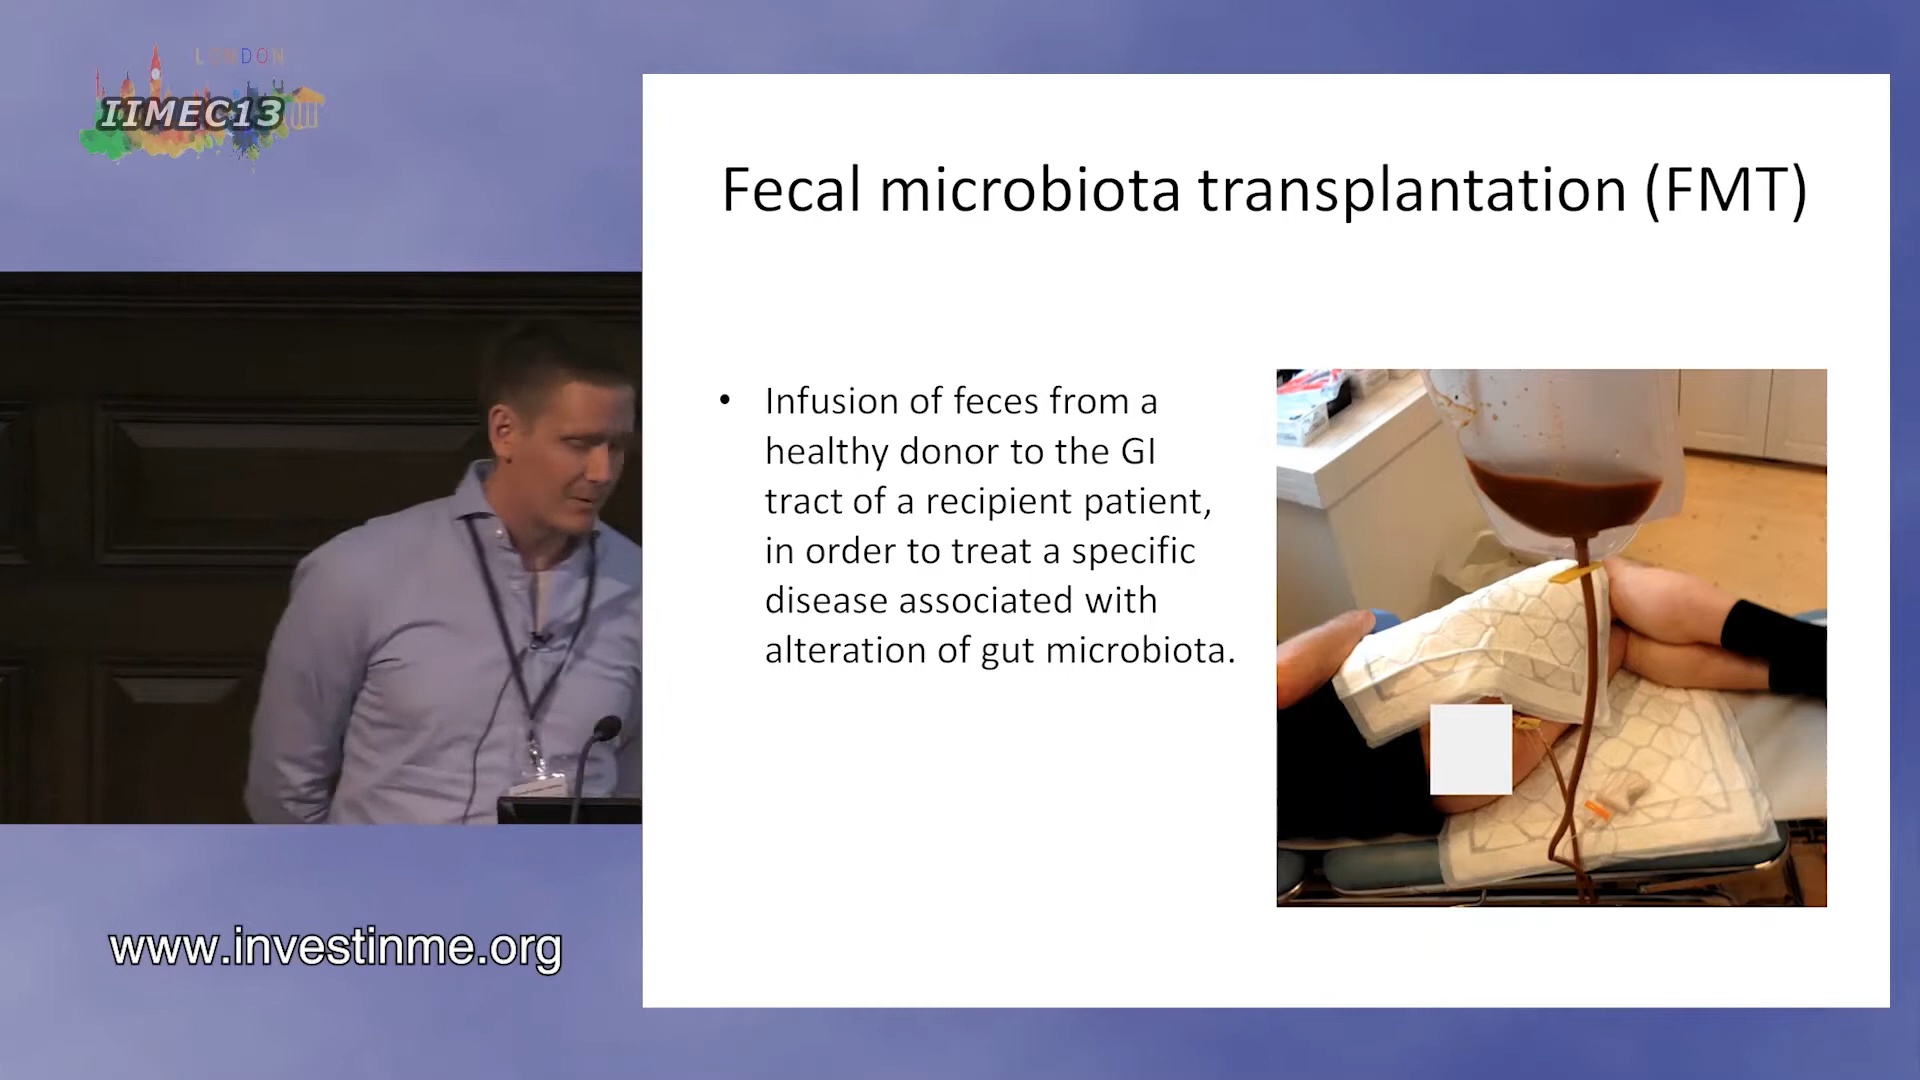 LONDON
IIMEC13
Fecal microbiota transplantation (FMT)
• Infusion of feces from a
healthy donor to the GI
tract of a recipient patient,
in order to treat a specific
disease associated with
alteration of gut microbiota.
www.investinme.org